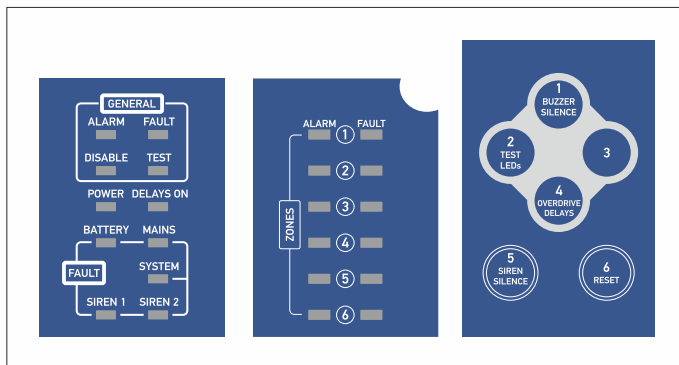 GENERAL
ALARM FAULT
DISABLE TEST
POWER DELAYS ON
BATTERY MAINS
FAULT
SYSTEM
SIREN 1 SIREN 2
ALARM FAULT
1
2
3
4
5
6
ZONES
1
BUZZER
SILENCE
2
TEST
LEDs
3
4
OVERDRIVE
DELAYS
5
SIREN
SILENCE
6
RESET